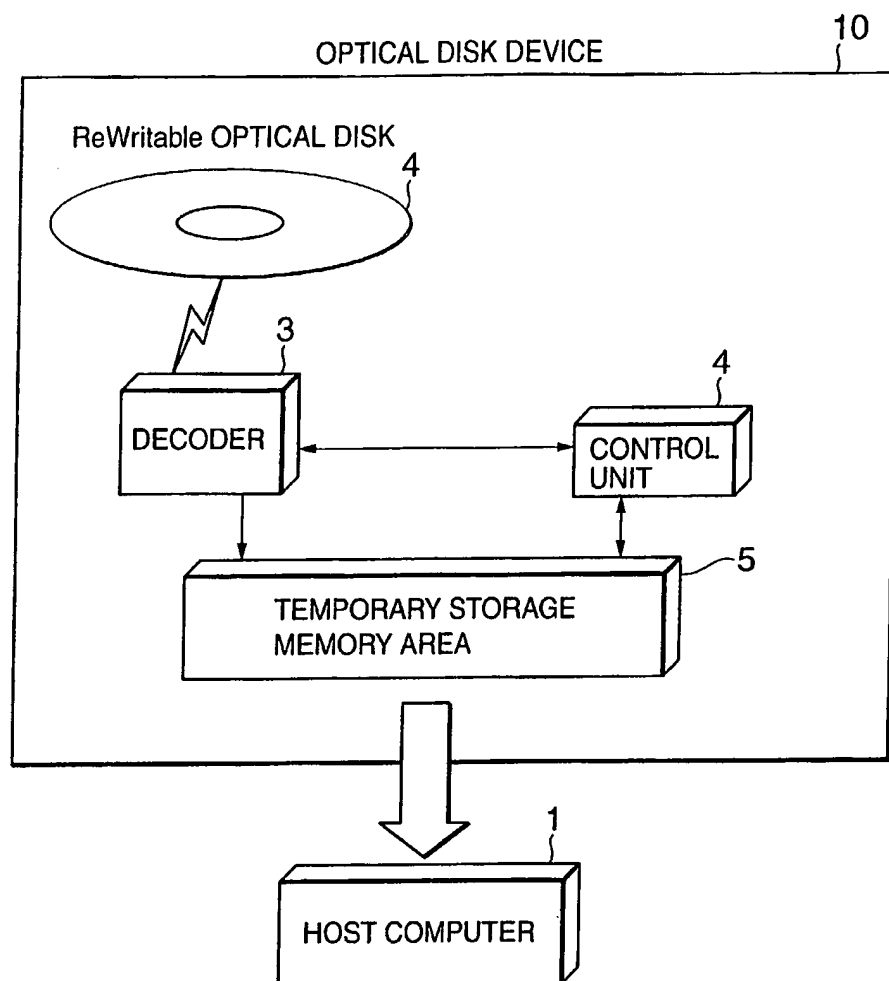 10
OPTICAL DISK DEVICE
ReWritable OPTICAL DISK
4
3
DECODER
4
CONTROL
UNIT
5
TEMPORARY STORAGE
MEMORY AREA
1
HOST COMPUTER